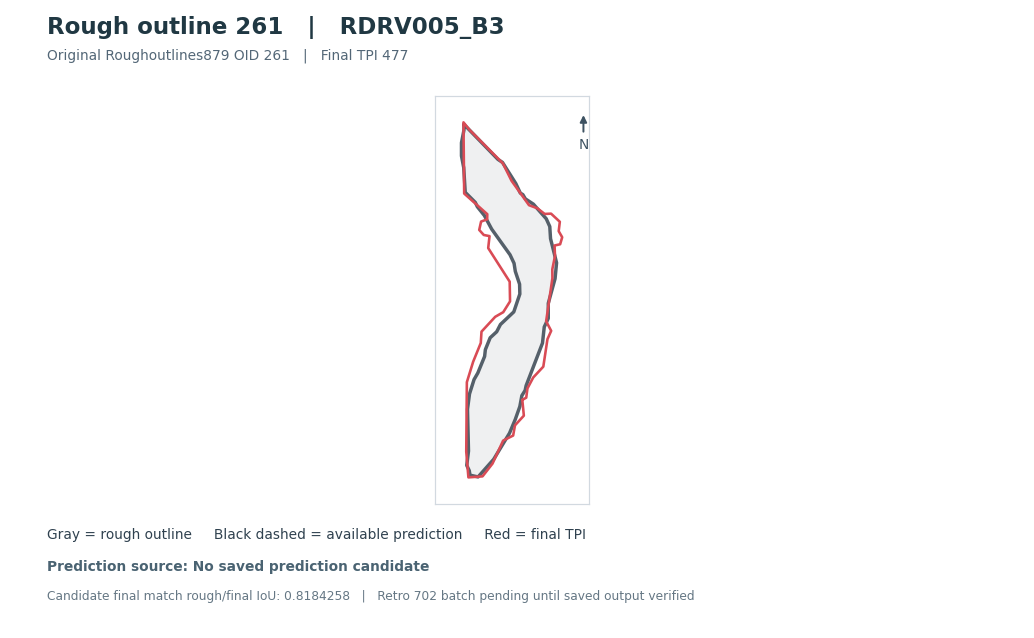 Rough outline 261   |   RDRV005_B3
Original Roughoutlines879 OID 261   |   Final TPI 477
N
Gray = rough outline     Black dashed = available prediction     Red = final TPI
Prediction source: No saved prediction candidate
Candidate final match rough/final IoU: 0.8184258   |   Retro 702 batch pending until saved output verified